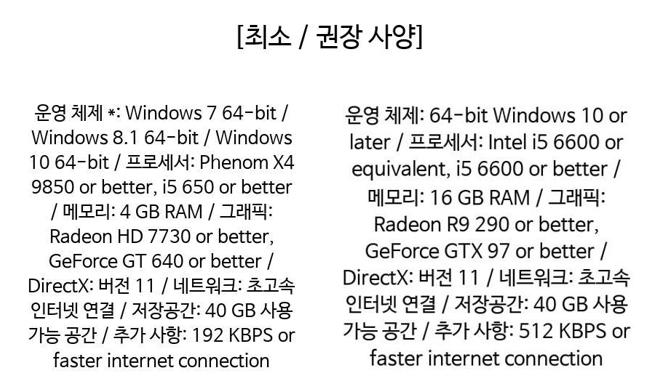 [최소 / 권장 사양]
운영 체제 *: Windows 7 64-bit /
Windows 8.1 64-bit / Windows
10 64-bit / 프로세서: Phenom X4
9850 or better, i5 650 or better
/ 메모리: 4 GB RAM / 그래픽:
Radeon HD 7730 or better,
GeForce GT 640 or better /
DirectX: 버전 11 / 네트워크: 초고속
인터넷 연결 / 저장공간: 40 GB 사용
가능 공간 / 추가 사항: 192 KBPS or
faster internet connection
운영 체제: 64-bit Windows 10 or
later / 프로세서: Intel i5 6600 or
equivalent, i5 6600 or better /
메모리: 16 GB RAM / 그래픽:
Radeon R9 290 or better,
GeForce GTX 97 or better /
DirectX: 버전 11 / 네트워크: 초고속
인터넷 연결 / 저장공간: 40 GB 사용
가능 공간 / 추가 사항: 512 KBPS or
faster internet connection